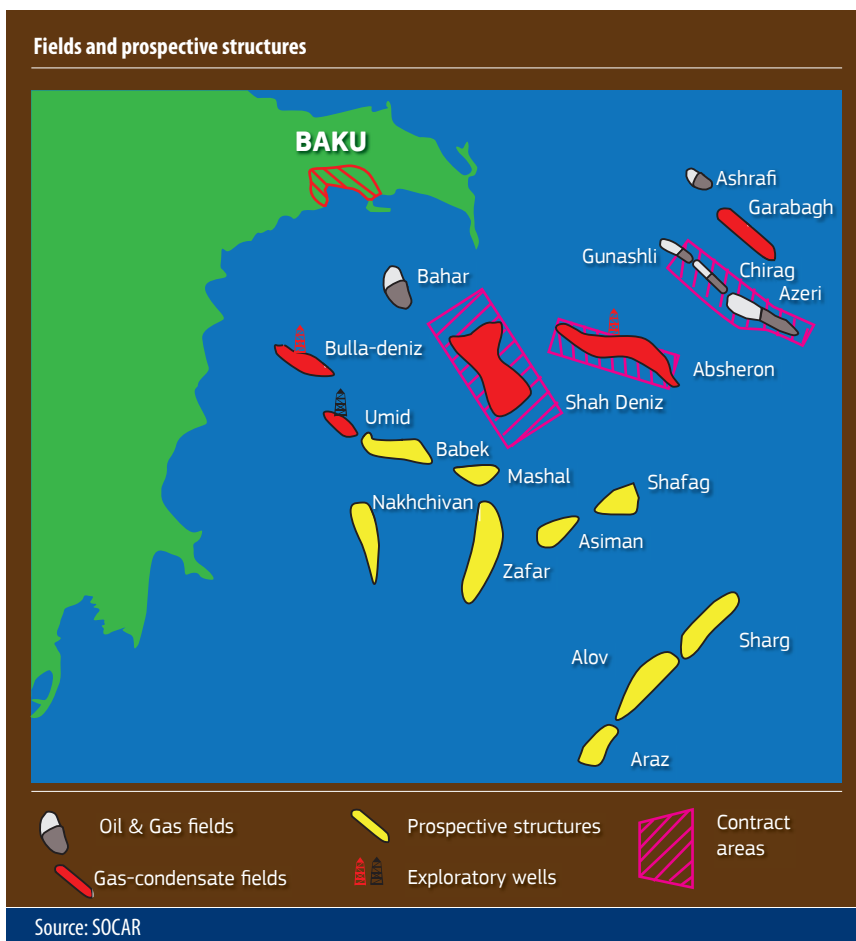 Fields and prospective structures
BAKU
Ashrafi
Garabagh
Gunashli
Chirag
Azeri
Bahar
Bulla-deniz
Absheron
Shah Deniz
Umid
Babek
Mashal
Shafag
Nakhchivan
Asiman
Zafar
Sharg
Alov
Araz
Oil & Gas fields
Prospective structures
Contract
areas
Gas-condensate fields
Exploratory wells
Source: SOCAR